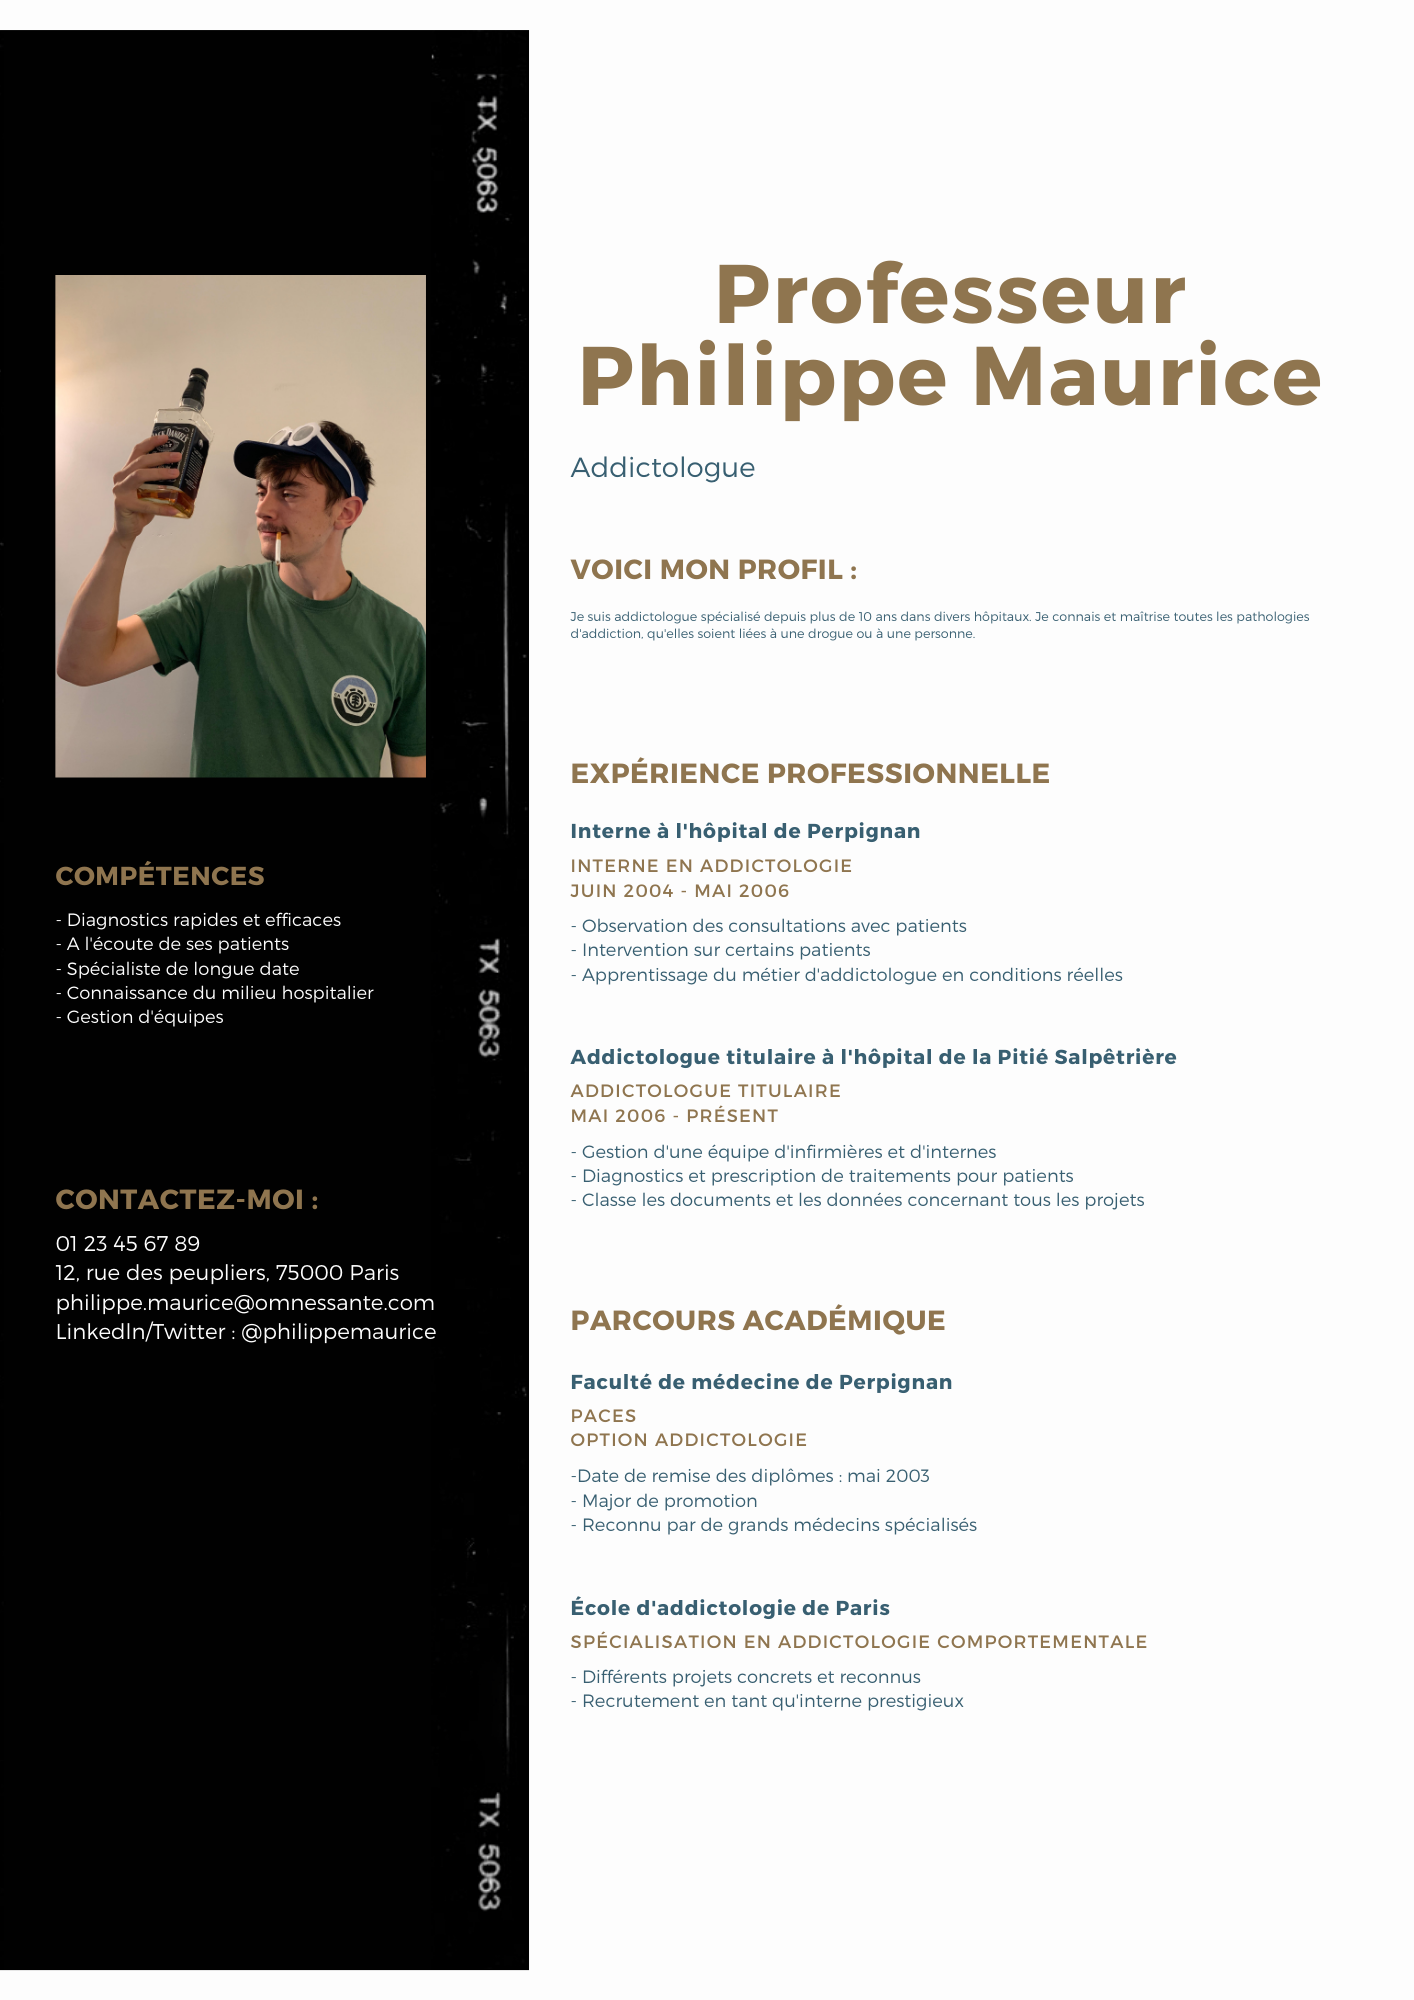 TX 5063
Professeur
Philippe Maurice
Addictologue
VOICI MON PROFIL :
Je suis addictologue spécialisé depuis plus de 10 ans dans divers hôpitaux. Je connais et maîtrise toutes les pathologies
d'addiction, qu'elles soient liées à une drogue ou à une personne.
EXPÉRIENCE PROFESSIONNELLE
Interne à l'hôpital de Perpignan
INTERNE EN ADDICTOLOGIE
JUIN 2004 - MAI 2006
- Observation des consultations avec patients
- Intervention sur certains patients
- Apprentissage du métier d'addictologue en conditions réelles
Addictologue titulaire à l'hôpital de la Pitié Salpêtrière
ADDICTOLOGUE TITULAIRE
MAI 2006 - PRÉSENT
- Gestion d'une équipe d'infirmières et d'internes
- Diagnostics et prescription de traitements pour patients
- Classe les documents et les données concernant tous les projets
PARCOURS ACADÉMIQUE
Faculté de médecine de Perpignan
PACES
OPTION ADDICTOLOGIE
-Date de remise des diplômes : mai 2003
- Major de promotion
- Reconnu par de grands médecins spécialisés
École d'addictologie de Paris
SPÉCIALISATION EN ADDICTOLOGIE COMPORTEMENTALE
- Différents projets concrets et reconnus
- Recrutement en tant qu'interne prestigieux
JACK DANIEL'S
COMPÉTENCES
- Diagnostics rapides et efficaces
- A l'écoute de ses patients
- Spécialiste de longue date
- Connaissance du milieu hospitalier
- Gestion d'équipes
TX 5063
CONTACTEZ-MOI :
01 23 45 67 89
12, rue des peupliers, 75000 Paris
philippe.maurice@omnessante.com
LinkedIn/Twitter : @philippemaurice
TX 5063